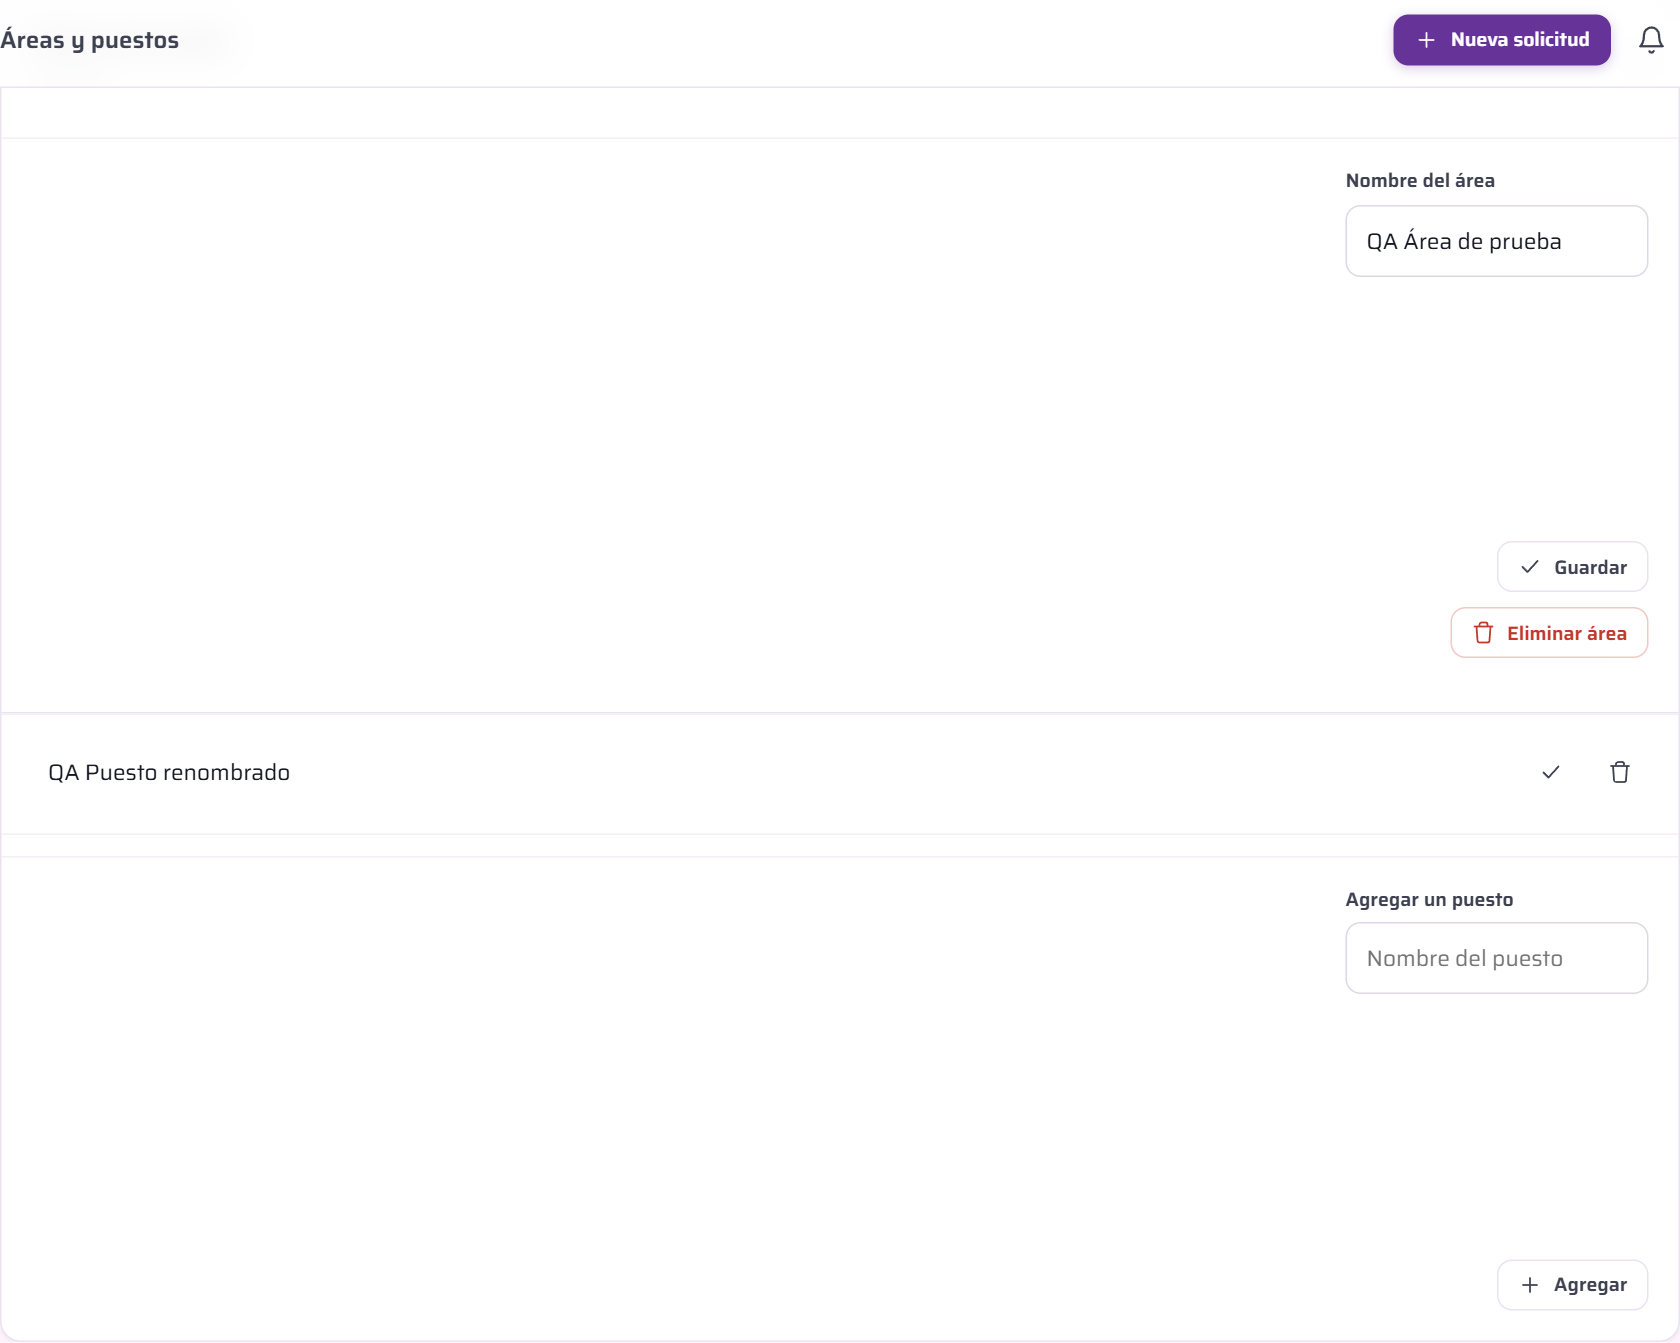 Áreas y puestos
Nueva solicitud
Nombre del área
QA Área de prueba
Guardar
Eliminar área
QA Puesto renombrado
Agregar un puesto
Nombre del puesto
Agregar